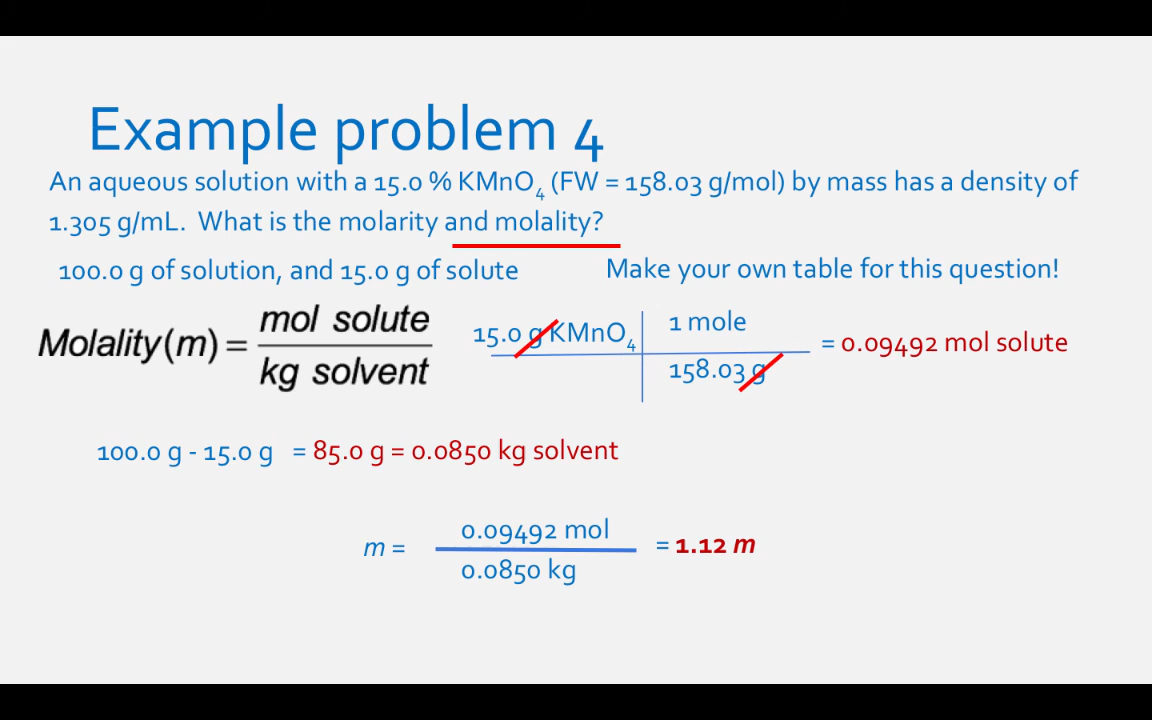 Example problem 4
An aqueous solution with a 15.0 % KMnO₄ (FW = 158.03 g/mol) by mass has a density of
1.305 g/mL. What is the molarity and molality?
100.0 g of solution, and 15.0 g of solute
Make your own table for this question!
Molality(m) = mol solute / kg solvent
15.0 g KMnO₄
1 mole
158.03 g
= 0.09492 mol solute
100.0 g - 15.0 g = 85.0 g = 0.0850 kg solvent
m =
0.09492 mol
0.0850 kg
= 1.12 m